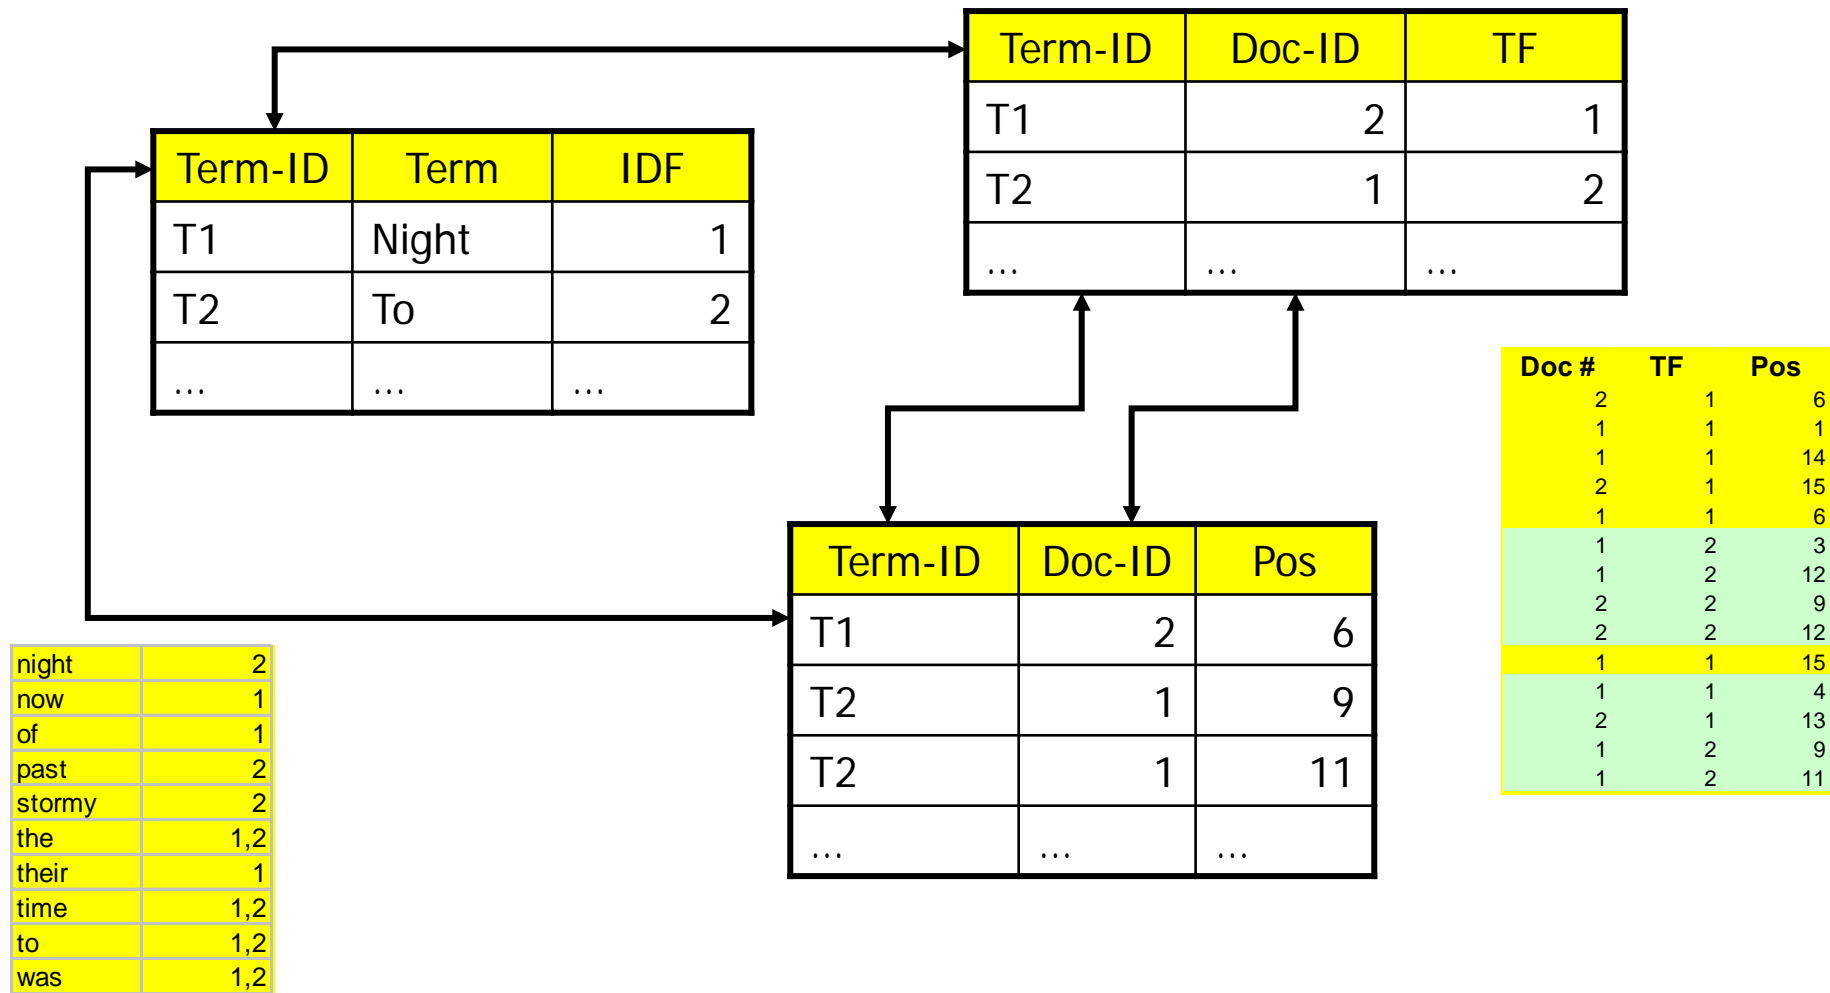 Term-ID Doc-ID TF
T1 2 1
T2 1 2
... ... ...
Term-ID Term IDF
T1 Night 1
T2 To 2
... ... ...
Doc # TF Pos
2 1 6
1 1 1
1 1 14
2 1 15
1 1 6
1 2 3
1 2 12
2 2 9
2 2 12
1 1 15
1 1 4
2 1 13
1 2 9
1 2 11
Term-ID Doc-ID Pos
T1 2 6
T2 1 9
T2 1 11
... ... ...
night 2
now 1
of 1
past 2
stormy 2
the 1,2
their 1
time 1,2
to 1,2
was 1,2